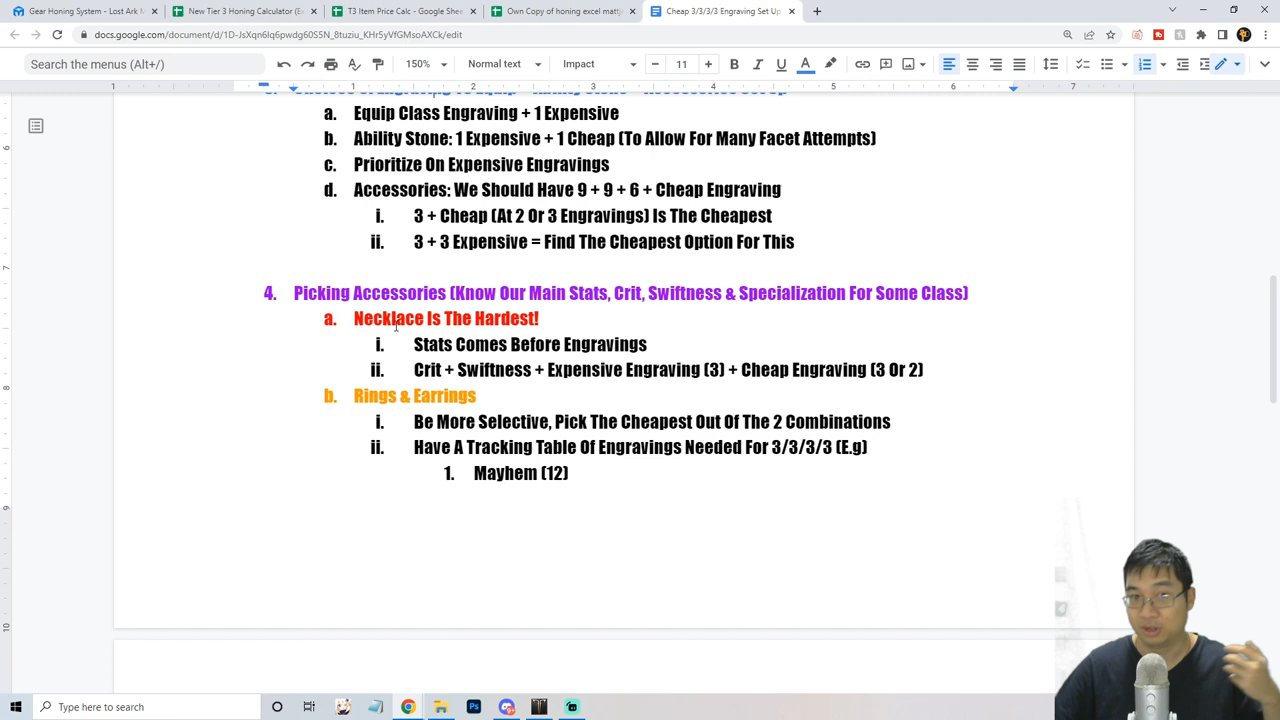 Gear Honing System - Lost Ark M
New Tier 3 Honing Calculator (E
T3 Item Price Calc - Google She
Own Copy of honing excel matt
Cheap 3/3/3/3 Engraving Set Up
docs.google.com/document/d/1D-JsXqn6lq6pwdg60S5N_8tuziu_KHr5yVfGMsoAXCk/edit
Search the menus (Alt+/)
150%
Normal text
Impact
11
1 1 2 3 4 5 6 7
a. Equip Class Engraving + 1 Expensive
b. Ability Stone: 1 Expensive + 1 Cheap (To Allow For Many Facet Attempts)
c. Prioritize On Expensive Engravings
d. Accessories: We Should Have 9 + 9 + 6 + Cheap Engraving
i. 3 + Cheap (At 2 Or 3 Engravings) Is The Cheapest
ii. 3 + 3 Expensive = Find The Cheapest Option For This
4. Picking Accessories (Know Our Main Stats, Crit, Swiftness & Specialization For Some Class)
a. Necklace Is The Hardest!
i. Stats Comes Before Engravings
ii. Crit + Swiftness + Expensive Engraving (3) + Cheap Engraving (3 Or 2)
b. Rings & Earrings
i. Be More Selective, Pick The Cheapest Out Of The 2 Combinations
ii. Have A Tracking Table Of Engravings Needed For 3/3/3/3 (E.g)
1. Mayhem (12)
Type here to search